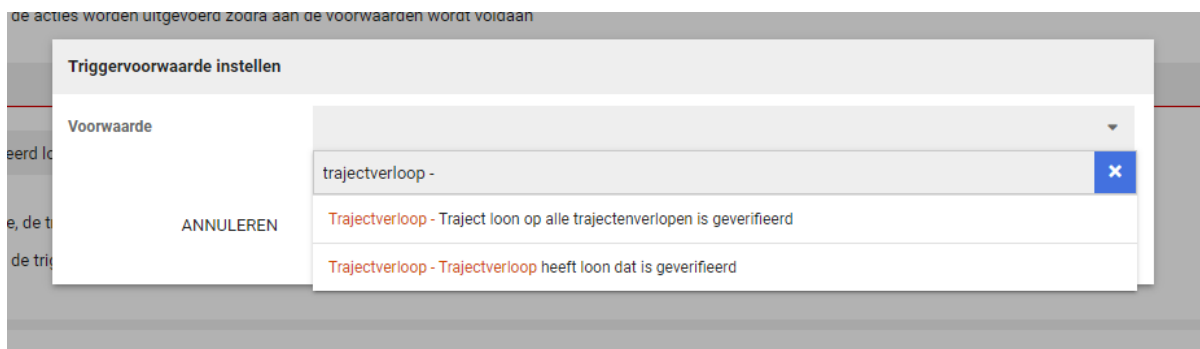 de acties worden uitgevoerd zodra aan de voorwaarden wordt voldaan
Triggervoorwaarde instellen
Voorwaarde
eerd lo
trajectverloop -
e, de t
ANNULEREN
Trajectverloop - Traject loon op alle trajectenverlopen is geverifieerd
de trig
Trajectverloop - Trajectverloop heeft loon dat is geverifieerd